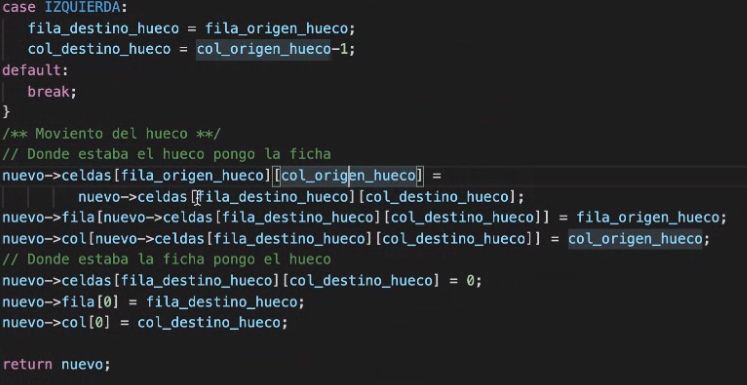 case IZQUIERDA:
fila_destino_hueco = fila_origen_hueco;
col_destino_hueco = col_origen_hueco-1;
default:
break;
}
/** Moviento del hueco **/
// Donde estaba el hueco pongo la ficha
nuevo->celdas[fila_origen_hueco][col_origen_hueco] =
nuevo->celdas[fila_destino_hueco][col_destino_hueco];
nuevo->fila[nuevo->celdas[fila_destino_hueco][col_destino_hueco]] = fila_origen_hueco;
nuevo->col[nuevo->celdas[fila_destino_hueco][col_destino_hueco]] = col_origen_hueco;
// Donde estaba la ficha pongo el hueco
nuevo->celdas[fila_destino_hueco][col_destino_hueco] = 0;
nuevo->fila[0] = fila_destino_hueco;
nuevo->col[0] = col_destino_hueco;
return nuevo;